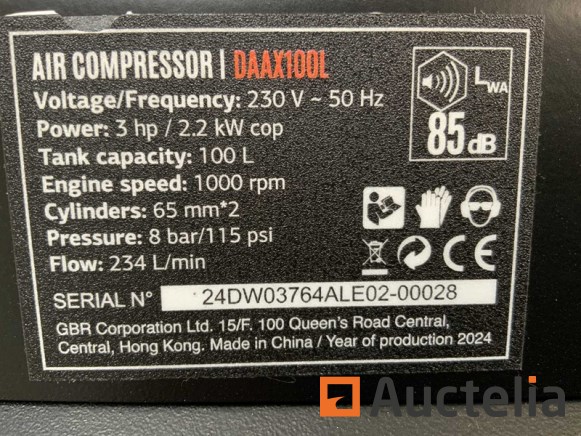 AIR COMPRESSOR | DAAX100L
Voltage/Frequency: 230 V ~ 50 Hz
Power: 3 hp / 2.2 kW cop
Tank capacity: 100 L
Engine speed: 1000 rpm
Cylinders: 65 mm*2
Pressure: 8 bar/115 psi
Flow: 234 L/min
LWA
85 dB
CE
SERIAL N° 24DW03764ALE02-00028
GBR Corporation Ltd. 15/F. 100 Queen's Road Central,
Central, Hong Kong. Made in China / Year of production 2024
Auctelia